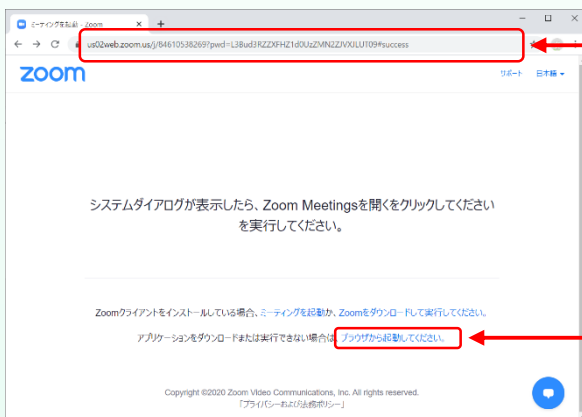 ミーティングを起動 - Zoom
us02web.zoom.us/j/84610538269?pwd=L3Bud3RZZXFHZ1d0UzZMN2ZJVXlLUT09#success
zoom
サポート 日本語
システムダイアログが表示したら、Zoom Meetingsを開くをクリックしてください
を実行してください。
Zoomクライアントをインストールしている場合、ミーティングを起動か、Zoomをダウンロードして実行してください。
アプリケーションをダウンロードまたは実行できない場合は、ブラウザから起動してください。
Copyright ©2020 Zoom Video Communications, Inc. All rights reserved.
「プライバシーおよび法務ポリシー」